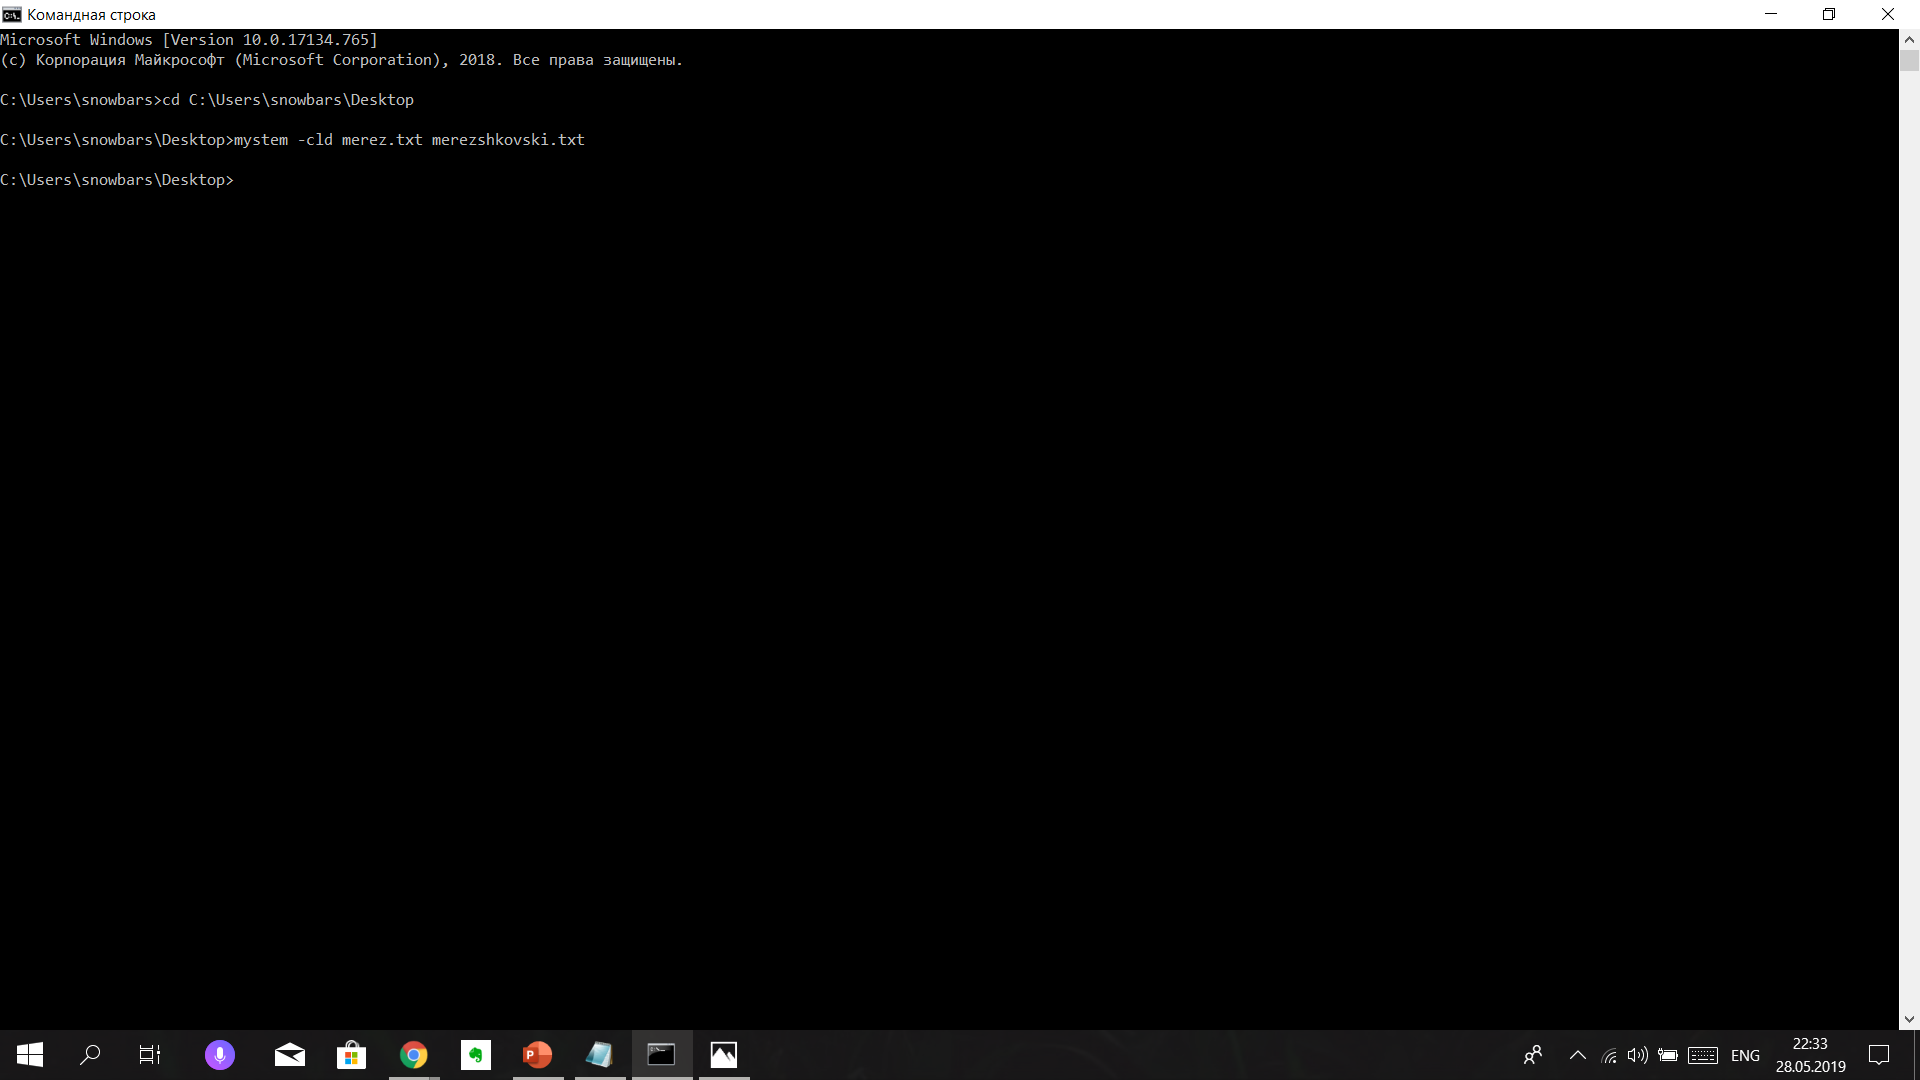 Командная строка
Microsoft Windows [Version 10.0.17134.765]
(c) Корпорация Майкрософт (Microsoft Corporation), 2018. Все права защищены.
C:\Users\snowbars>cd C:\Users\snowbars\Desktop
C:\Users\snowbars\Desktop>mystem -cld merez.txt merezshkovski.txt
C:\Users\snowbars\Desktop>
ENG
22:33
28.05.2019